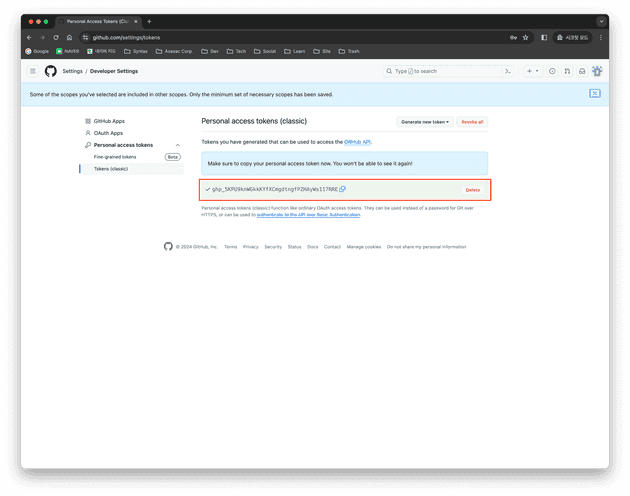 Personal Access Tokens (Cla
github.com/settings/tokens
시크릿 모드
Google NAVER 네이버 카페 Syntax Asasac Corp. Dev Tech Social Learn Site Trash
Settings / Developer Settings
Type / to search
Some of the scopes you've selected are included in other scopes. Only the minimum set of necessary scopes has been saved.
GitHub Apps
OAuth Apps
Personal access tokens
Fine-grained tokens Beta
Tokens (classic)
Personal access tokens (classic)
Generate new token
Revoke all
Tokens you have generated that can be used to access the GitHub API.
Make sure to copy your personal access token now. You won't be able to see it again!
Delete
Personal access tokens (classic) function like ordinary OAuth access tokens. They can be used instead of a password for Git over
HTTPS, or can be used to authenticate to the API over Basic Authentication.
© 2024 GitHub, Inc. Terms Privacy Security Status Docs Contact Manage cookies Do not share my personal information